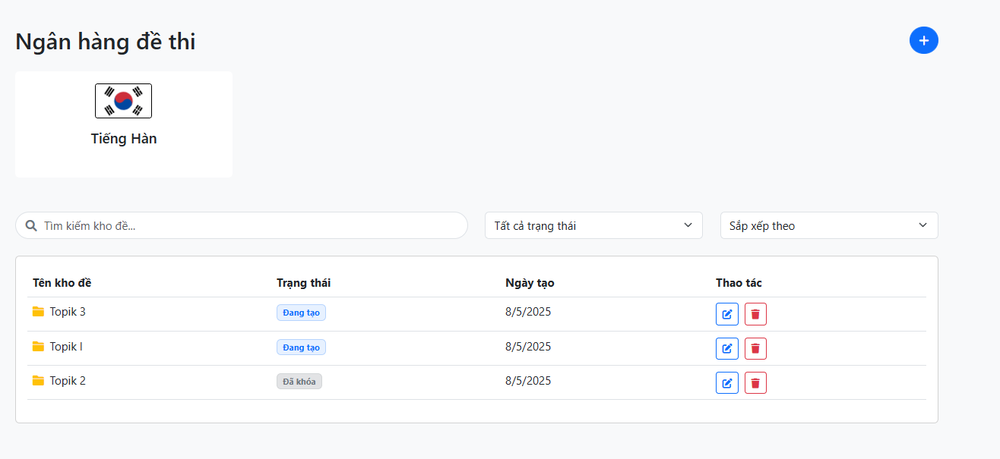 Ngân hàng đề thi
Tiếng Hàn
Tìm kiếm kho đề...
Tất cả trạng thái
Sắp xếp theo
Tên kho đề Trạng thái Ngày tạo Thao tác
Topik 3 Đang tạo 8/5/2025
Topik I Đang tạo 8/5/2025
Topik 2 Đã khóa 8/5/2025